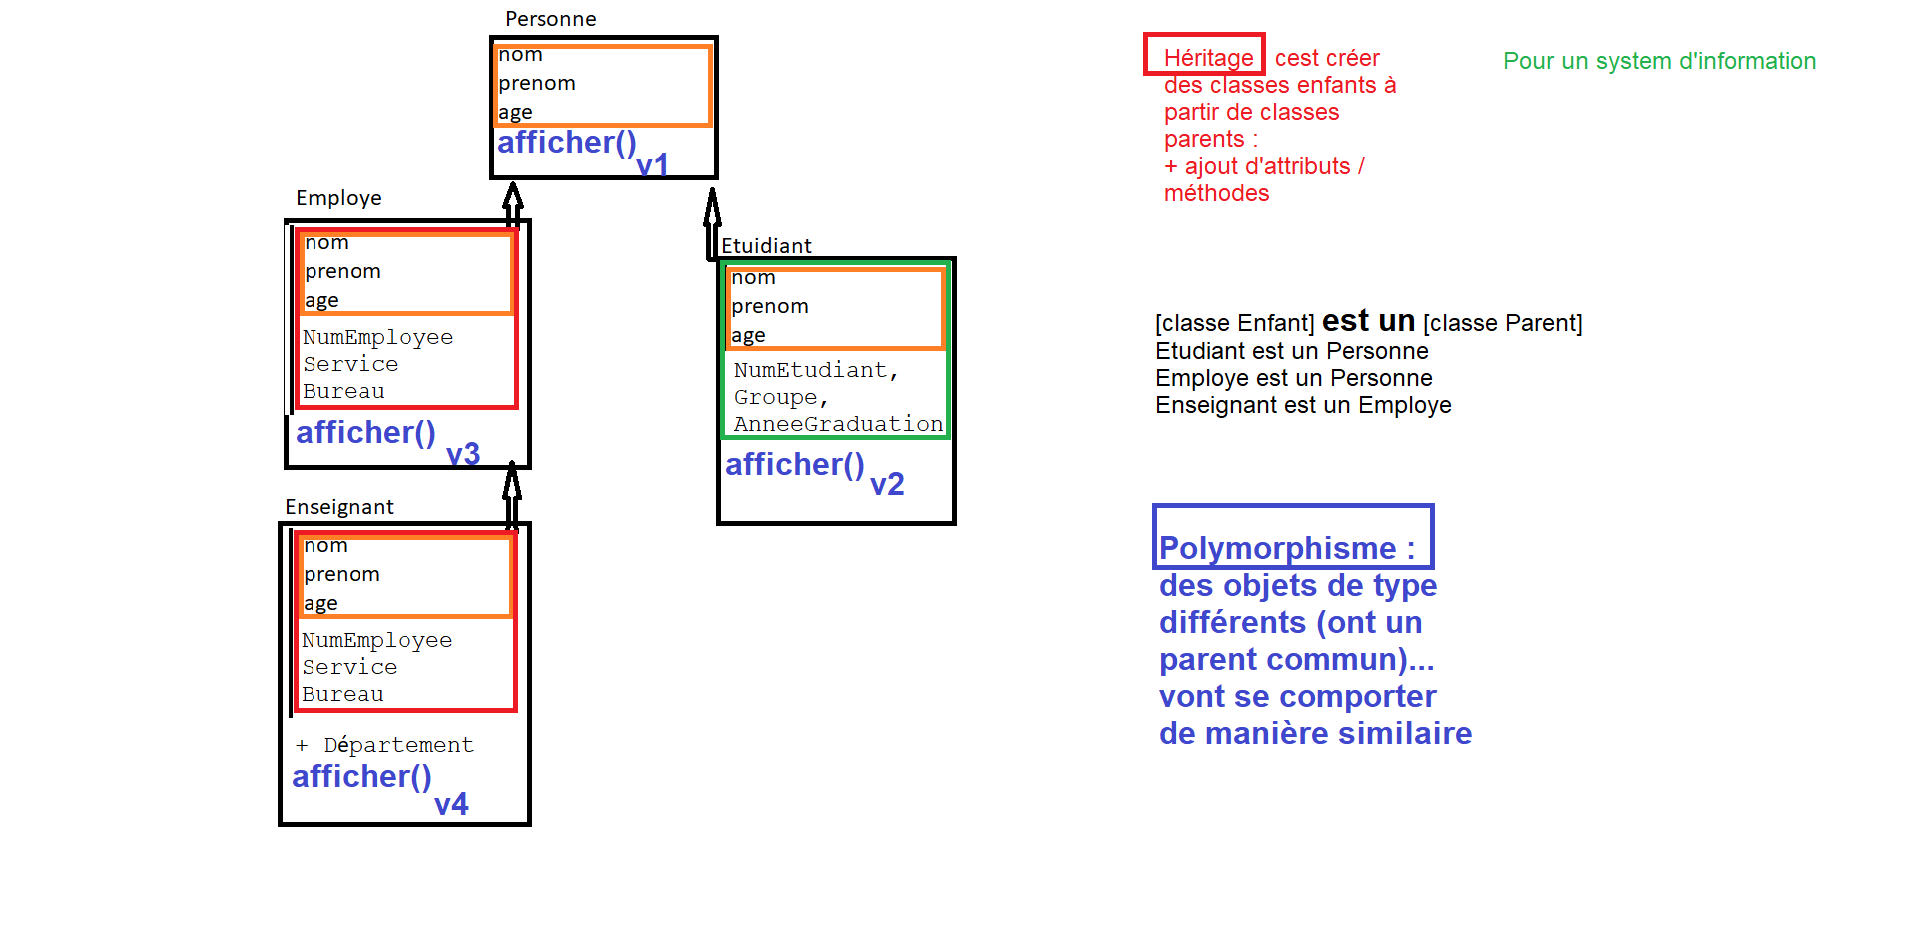 Personne
nom
prenom
age
afficher()
v1
Employe
nom
prenom
age
NumEmployee
Service
Bureau
afficher()
v3
Etuidiant
nom
prenom
age
NumEtudiant,
Groupe,
AnneeGraduation
afficher()
v2
Enseignant
nom
prenom
age
NumEmployee
Service
Bureau
+ Département
afficher()
v4
Héritage cest créer
des classes enfants à
partir de classes
parents :
+ ajout d'attributs /
méthodes
Pour un system d'information
[classe Enfant] est un [classe Parent]
Etudiant est un Personne
Employe est un Personne
Enseignant est un Employe
Polymorphisme :
des objets de type
différents (ont un
parent commun)...
vont se comporter
de manière similaire